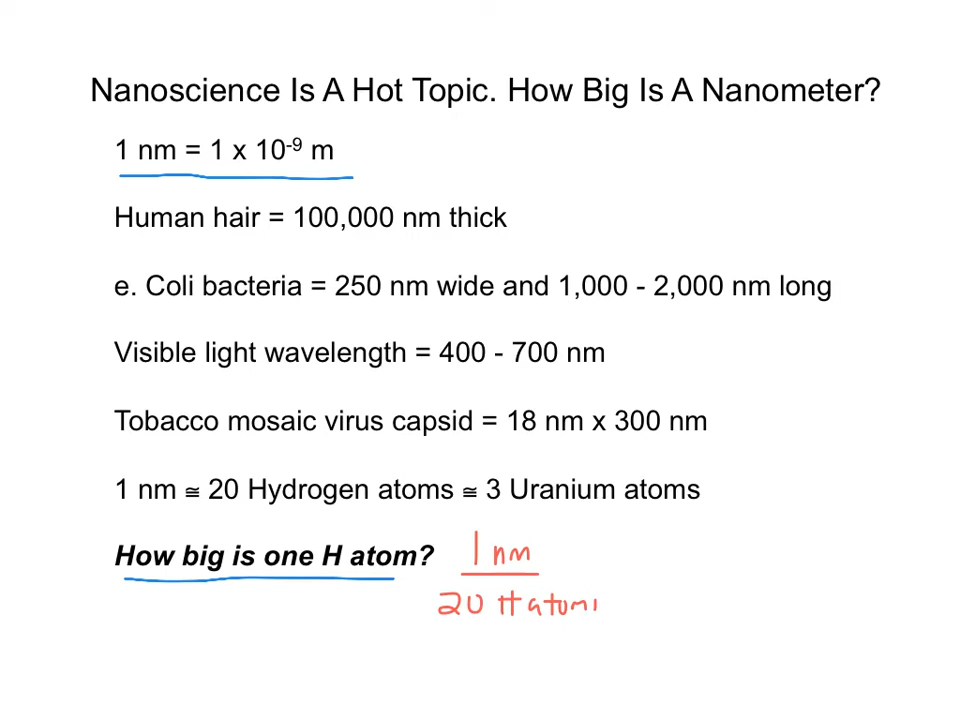 Nanoscience Is A Hot Topic. How Big Is A Nanometer?
1 nm = 1 x 10⁻⁹ m
Human hair = 100,000 nm thick
e. Coli bacteria = 250 nm wide and 1,000 - 2,000 nm long
Visible light wavelength = 400 - 700 nm
Tobacco mosaic virus capsid = 18 nm x 300 nm
1 nm ≅ 20 Hydrogen atoms ≅ 3 Uranium atoms
How big is one H atom? 1 nm
20 H atoms